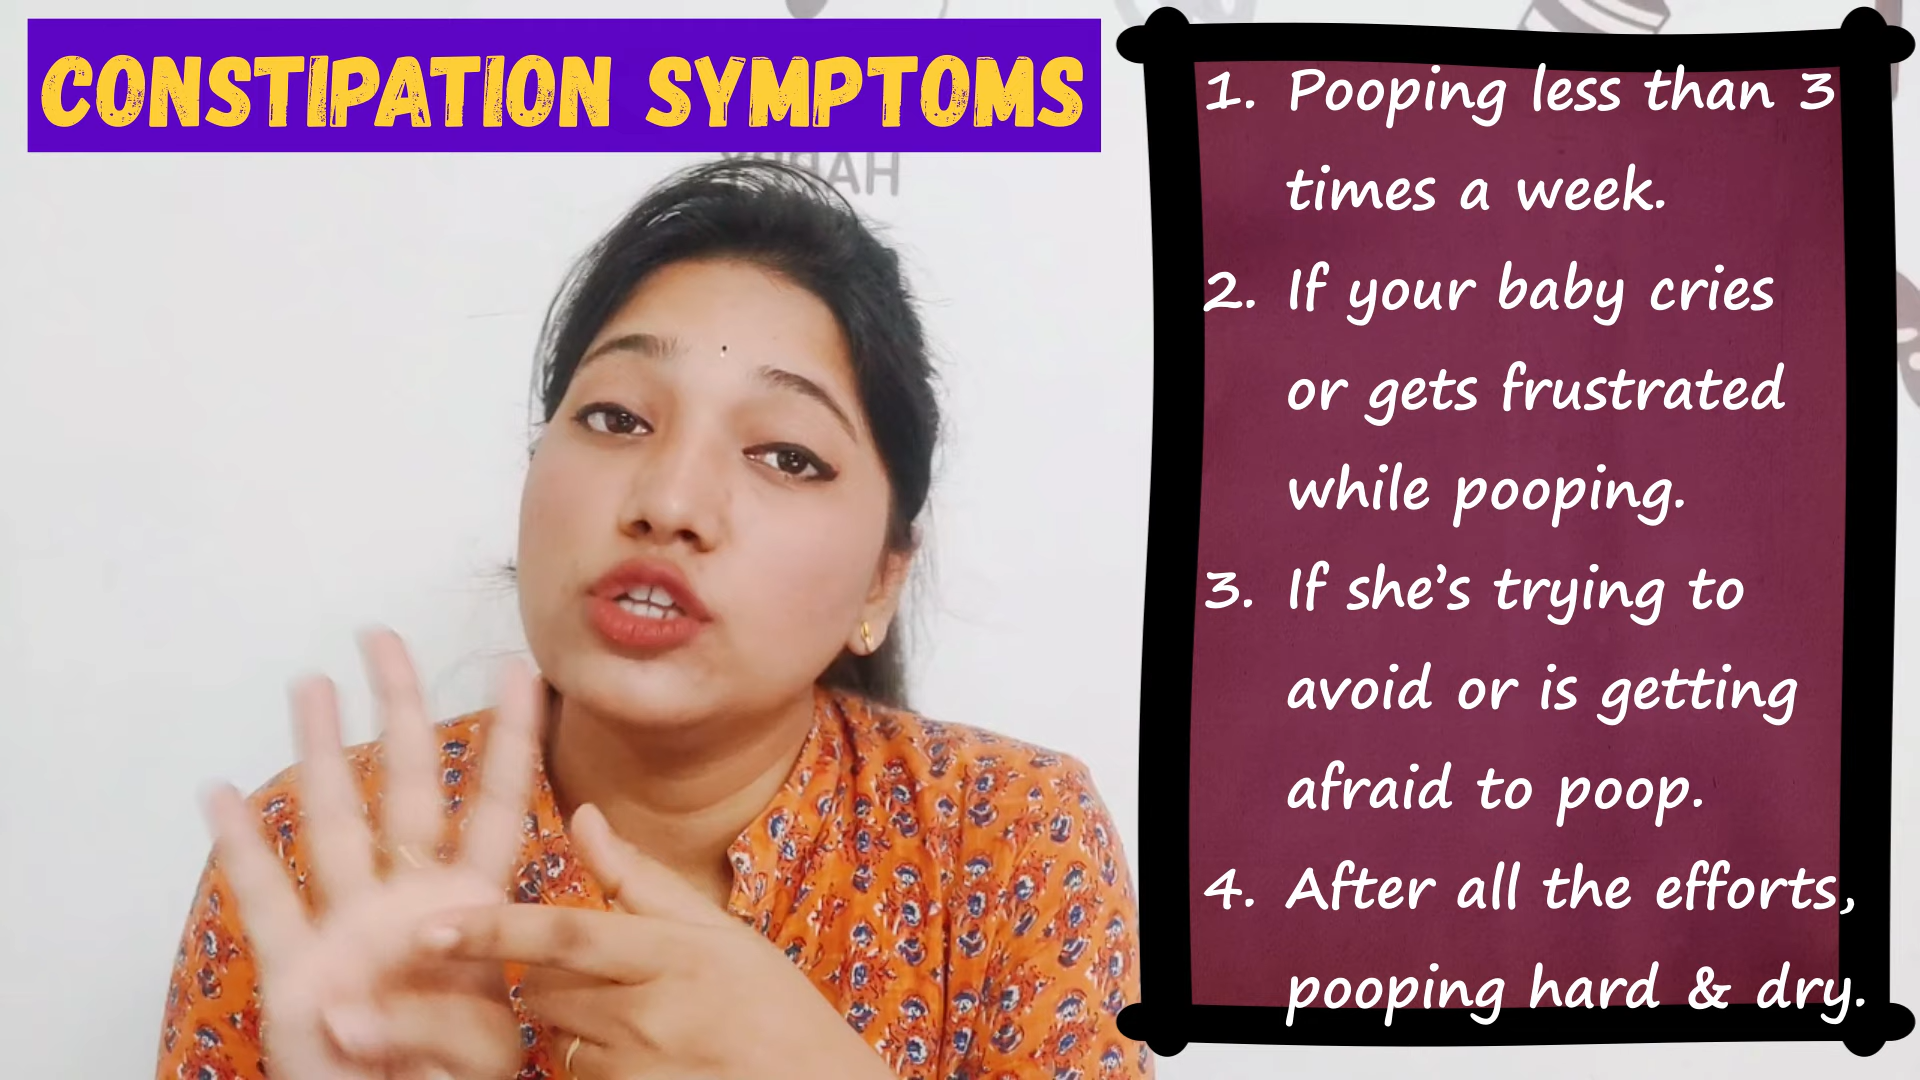 CONSTIPATION SYMPTOMS
HAPPY
1. Pooping less than 3
times a week.
2. If your baby cries
or gets frustrated
while pooping.
3. If she's trying to
avoid or is getting
afraid to poop.
4. After all the efforts,
pooping hard & dry.